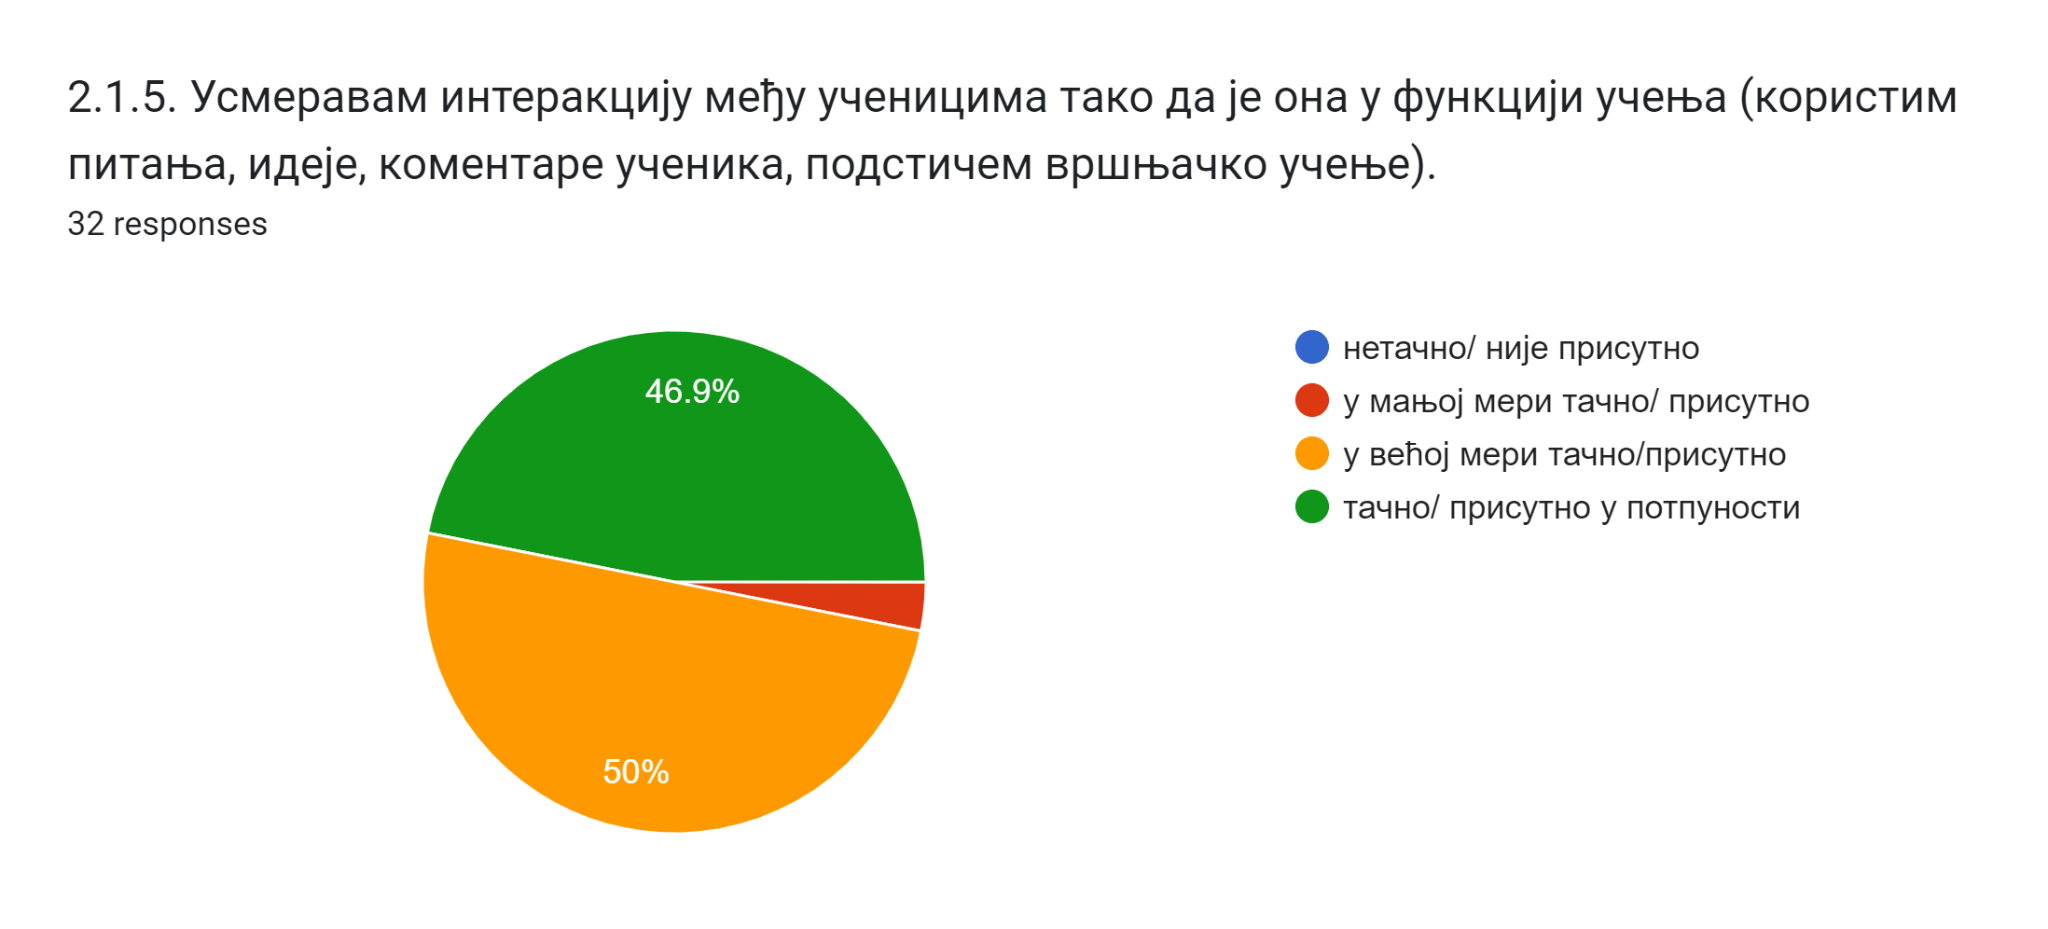 2.1.5. Усмеравам интеракцију међу ученицима тако да је она у функцији учења (користим
питања, идеје, коментаре ученика, подстичем вршњачко учење).
32 responses
46.9%
50%
нетачно/ није присутно
у мањој мери тачно/ присутно
у већој мери тачно/присутно
тачно/ присутно у потпуности